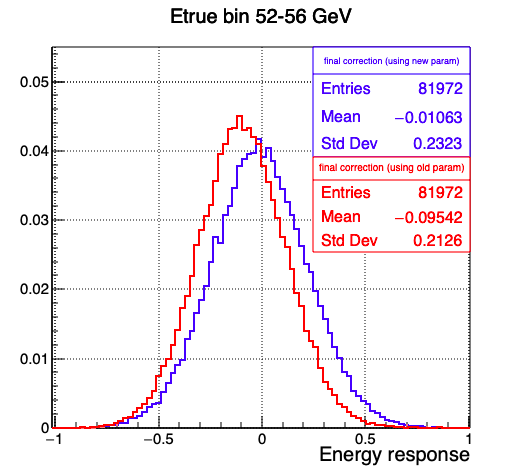 Etrue bin 52-56 GeV
final correction (using new param)
Entries 81972
Mean −0.01063
Std Dev 0.2323
final correction (using old param)
Entries 81972
Mean −0.09542
Std Dev 0.2126
0.05
0.04
0.03
0.02
0.01
0
−1 −0.5 0 0.5 1
Energy response